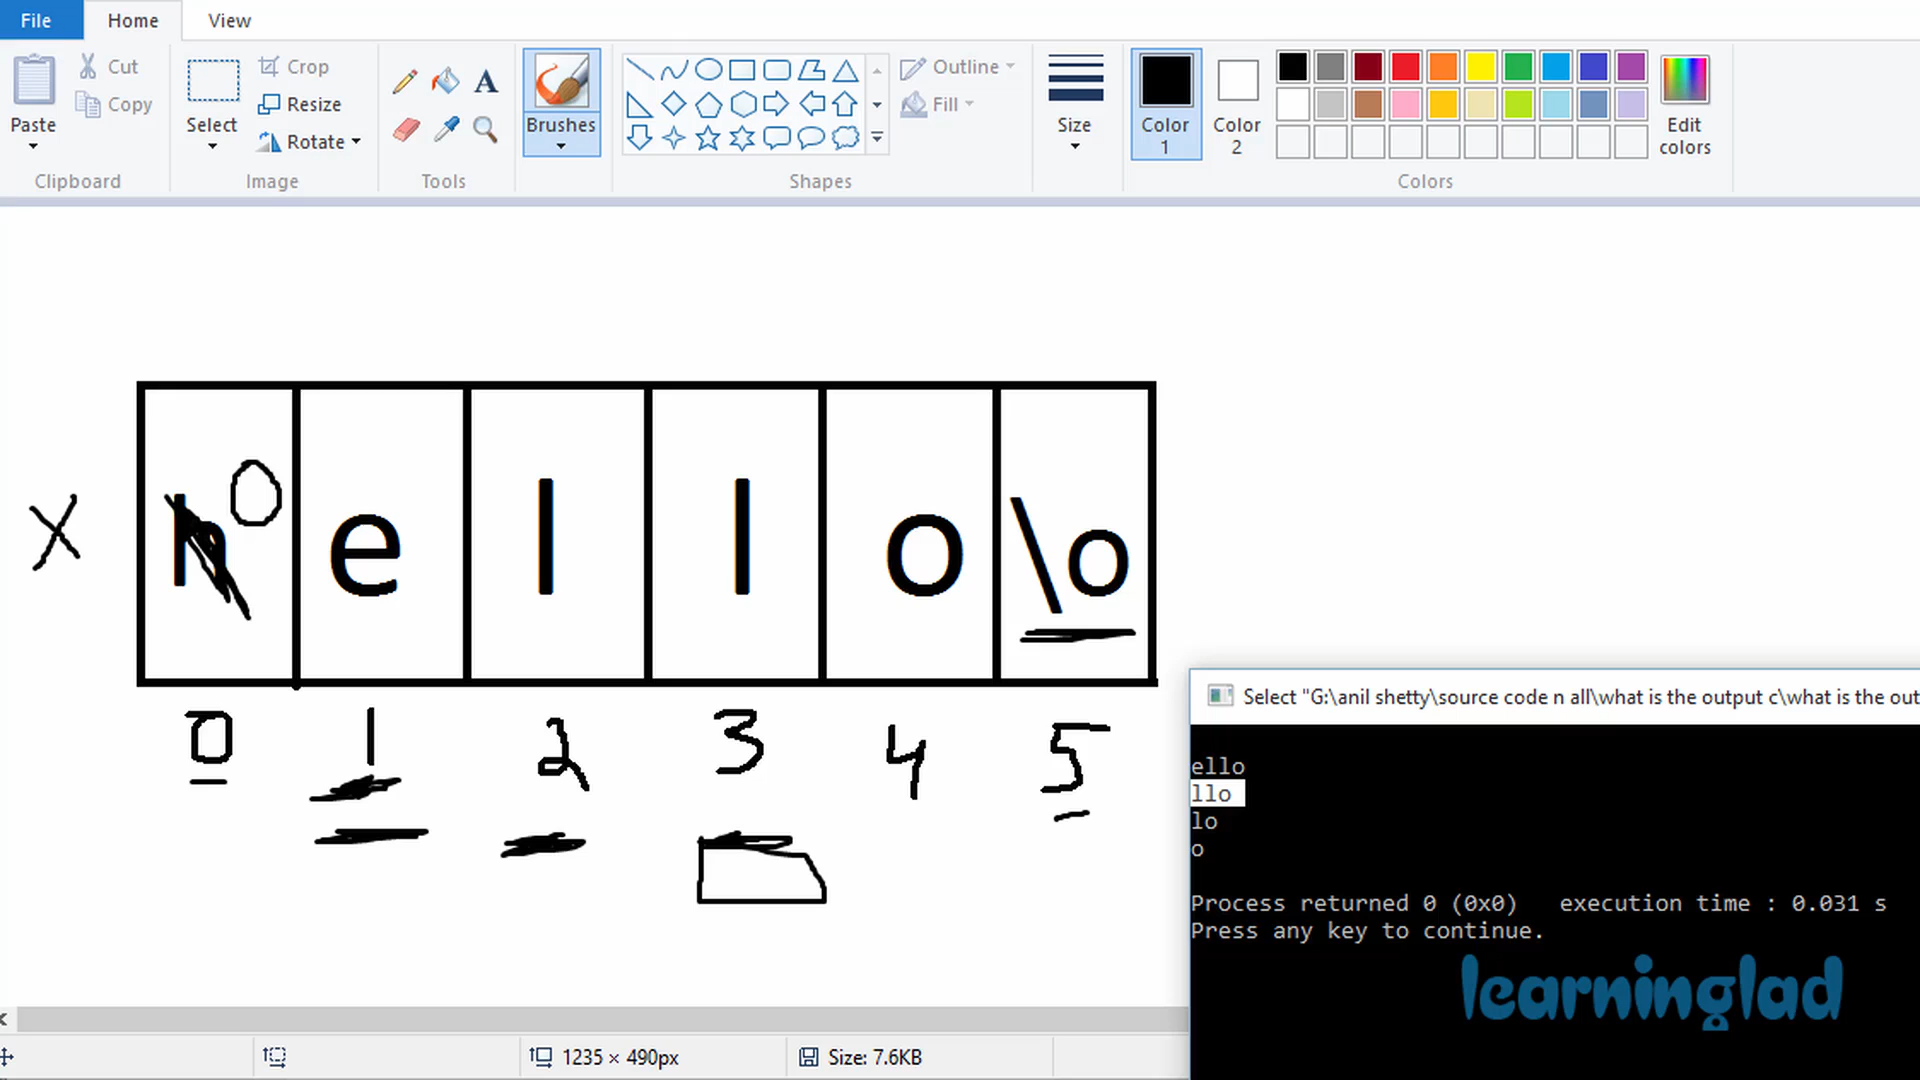 File Home View
Paste
Cut
Copy
Clipboard
Select
Crop
Resize
Rotate
Image
A
Tools
Brushes
Shapes
Outline
Fill
Size
Color 1
Color 2
Edit colors
Colors
X
h 0 e l l o \o
0 1 2 3 4 5
Select "G:\anil shetty\source code n all\what is the output c\what is the out
ello
llo
lo
o
Process returned 0 (0x0) execution time : 0.031 s
Press any key to continue.
learninglad
1235 × 490px Size: 7.6KB